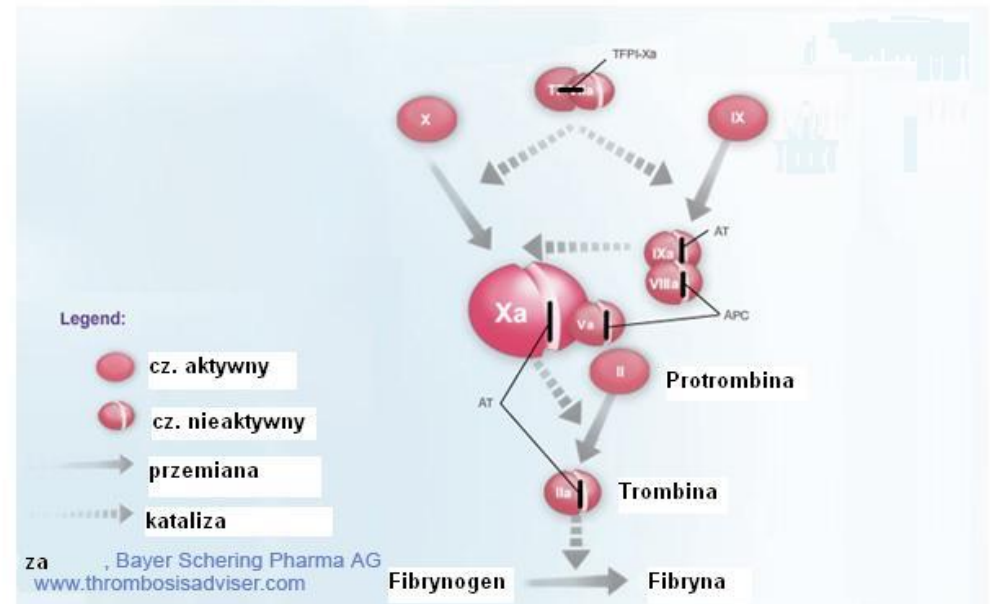 TFPI-Xa
X
IX
AT
IXa
VIIIa
APC
Xa
Va
II
Protrombina
AT
IIa
Trombina
Fibrynogen
Fibryna
Legend:
cz. aktywny
cz. nieaktywny
przemiana
kataliza
za , Bayer Schering Pharma AG
www.thrombosisadviser.com